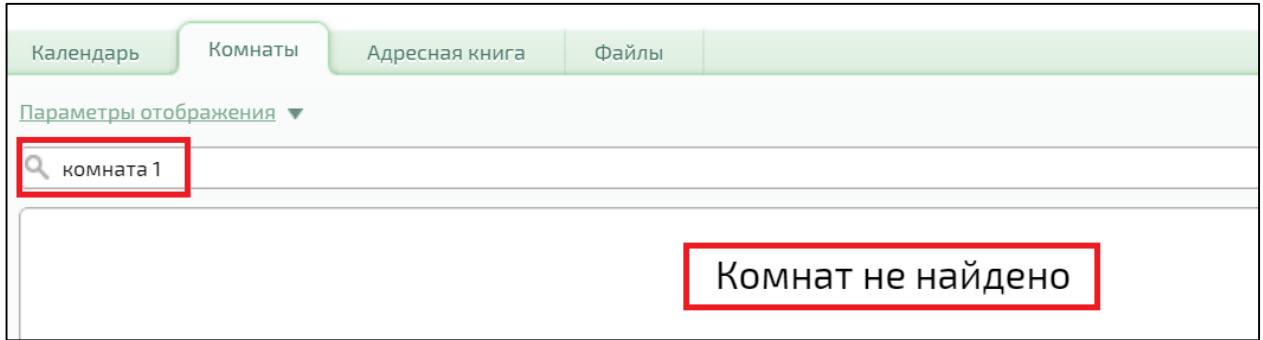 Календарь Комнаты Адресная книга Файлы
Параметры отображения
комната 1
Комнат не найдено